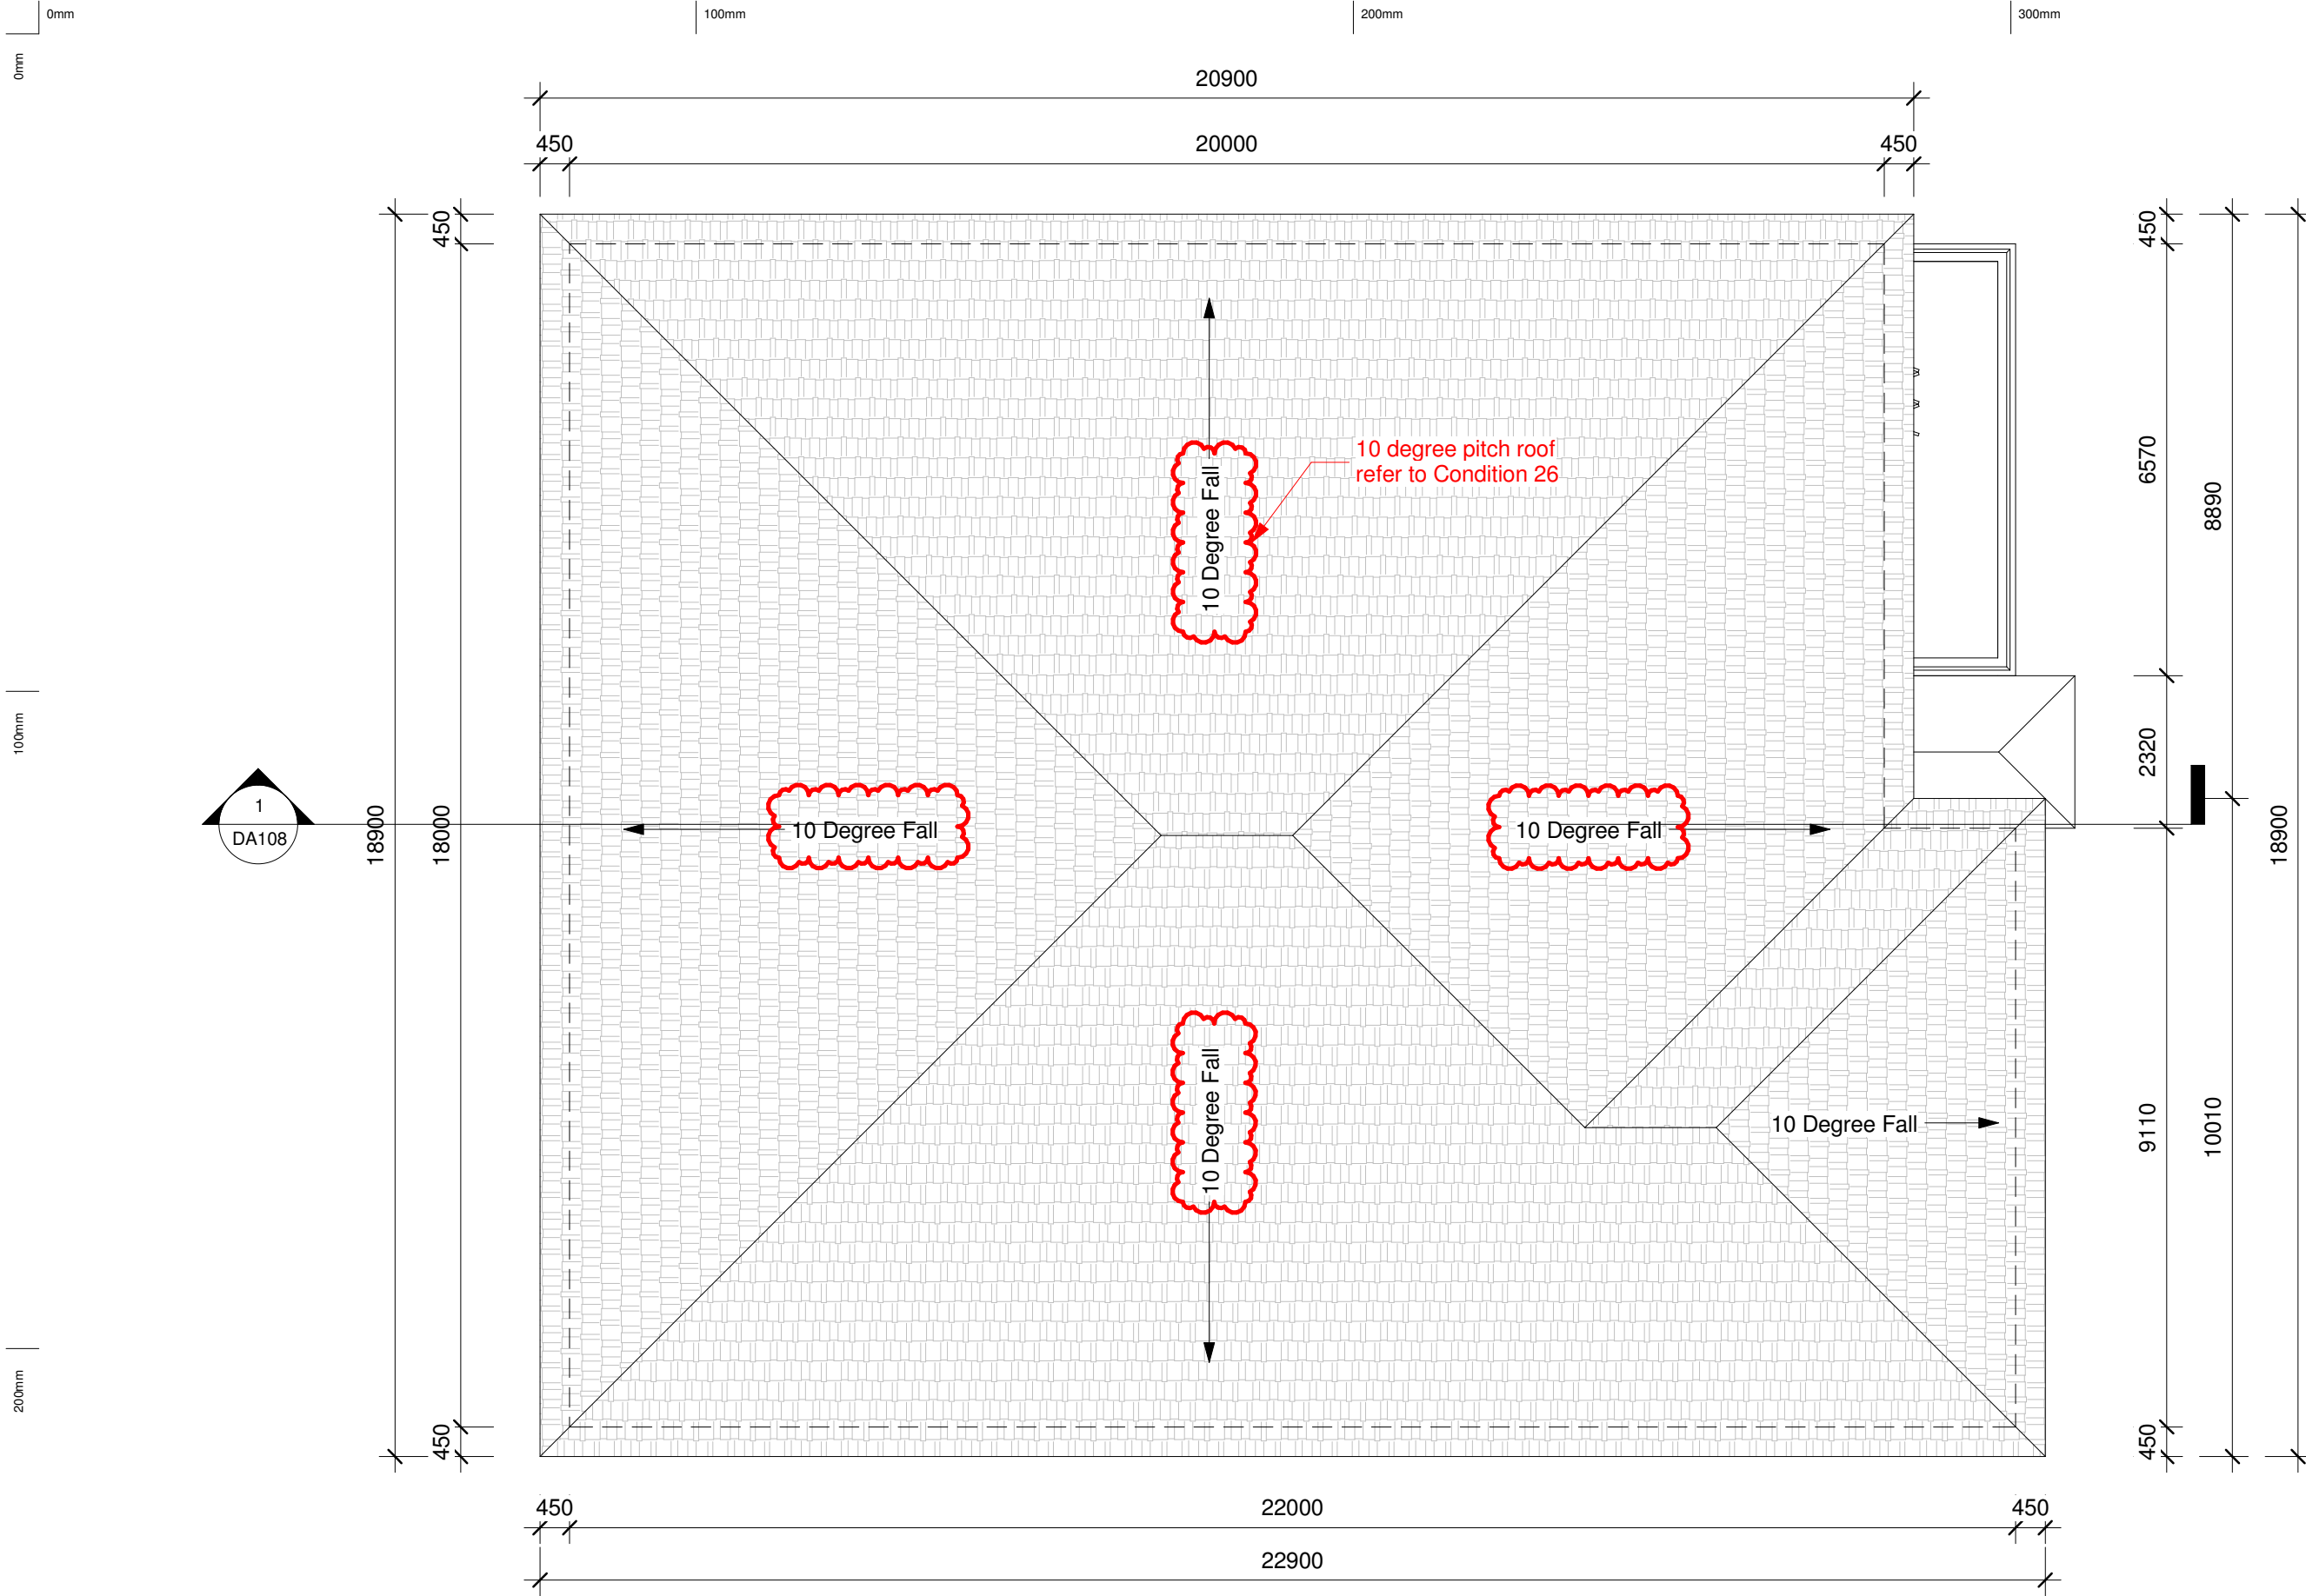 0mm
100mm
200mm
300mm
0mm
20900
450
20000
450
450
450
10 degree pitch roof
refer to Condition 26
10 Degree Fall
6570
8890
100mm
2320
1
DA108
18900
18000
10 Degree Fall
10 Degree Fall
18900
10 Degree Fall
10 Degree Fall
9110
10010
200mm
450
450
450
22000
450
22900